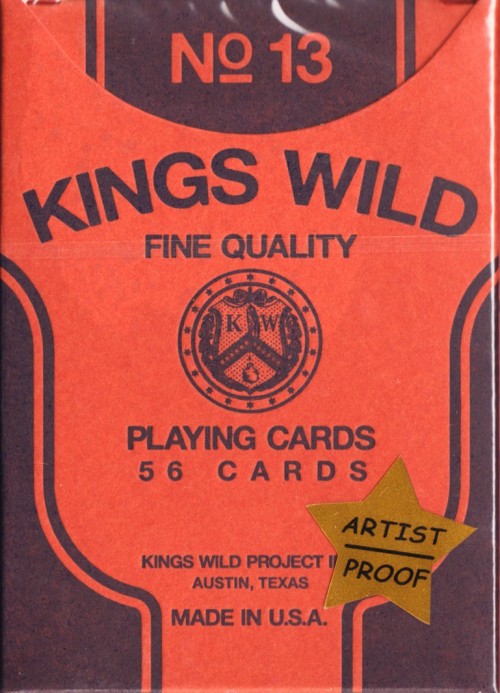 No 13
KINGS WILD
FINE QUALITY
K W
PLAYING CARDS
56 CARDS
KINGS WILD PROJECT
AUSTIN, TEXAS
MADE IN U.S.A.
ARTIST
PROOF